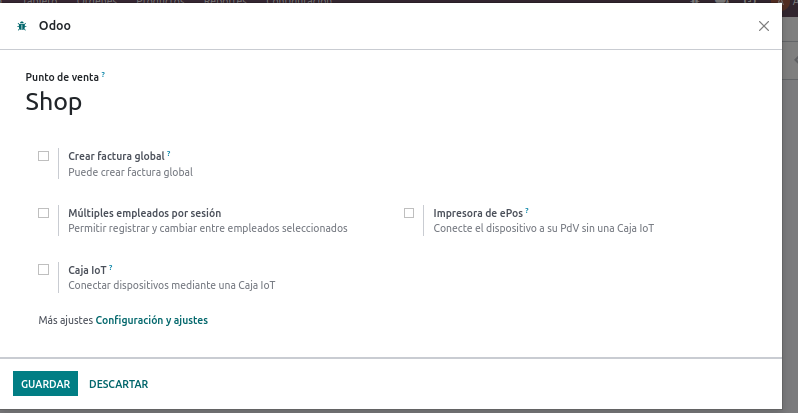 Odoo
Punto de venta ?
Shop
Crear factura global ?
Puede crear factura global
Múltiples empleados por sesión
Permitir registrar y cambiar entre empleados seleccionados
Impresora de ePos ?
Conecte el dispositivo a su PdV sin una Caja IoT
Caja IoT ?
Conectar dispositivos mediante una Caja IoT
Más ajustes Configuración y ajustes
GUARDAR DESCARTAR